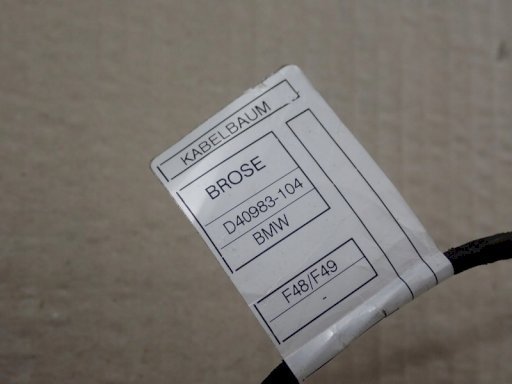 KABELBAUM
BROSE
D40983-104
BMW
F48/F49
-